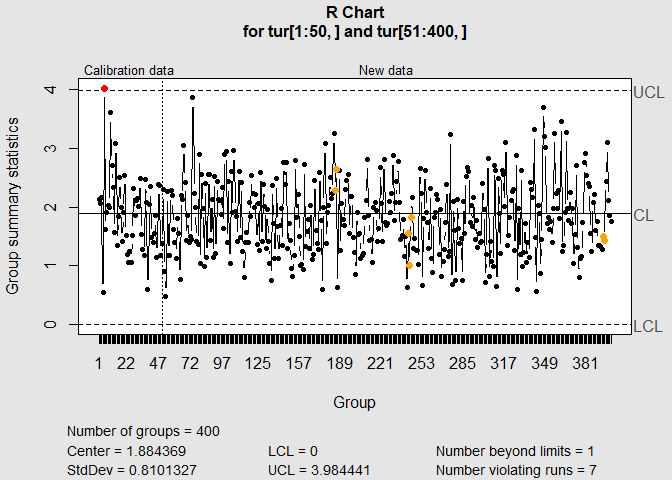 R Chart
for tur[1:50, ] and tur[51:400, ]
Calibration data New data
Group summary statistics
4 UCL
3
2
CL
1
0 LCL
1 22 47 72 97 125 157 189 221 253 285 317 349 381
Group
Number of groups = 400
Center = 1.884369 LCL = 0 Number beyond limits = 1
StdDev = 0.8101327 UCL = 3.984441 Number violating runs = 7